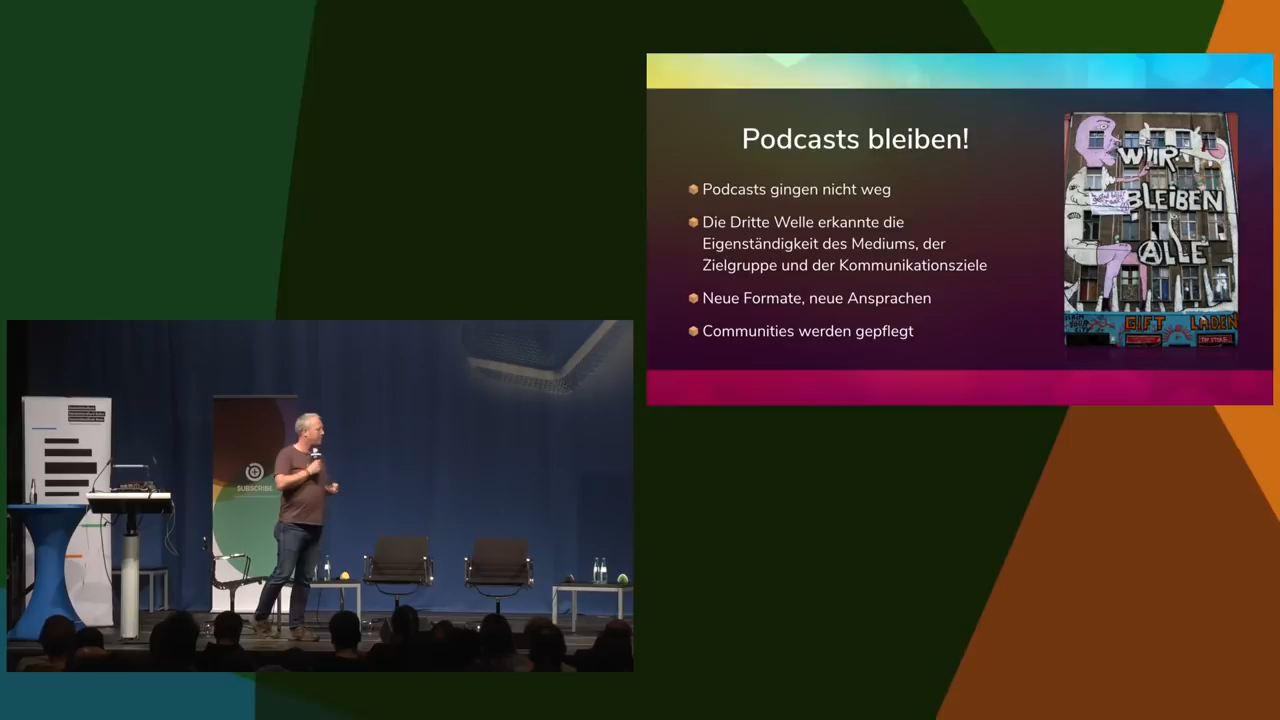 Podcasts bleiben!
Podcasts gingen nicht weg
Die Dritte Welle erkannte die
Eigenständigkeit des Mediums, der
Zielgruppe und der Kommunikationsziele
Neue Formate, neue Ansprachen
Communities werden gepflegt
WIR
BLEIBEN
ALLE
GIFT LADEN
SUBSCRIBE